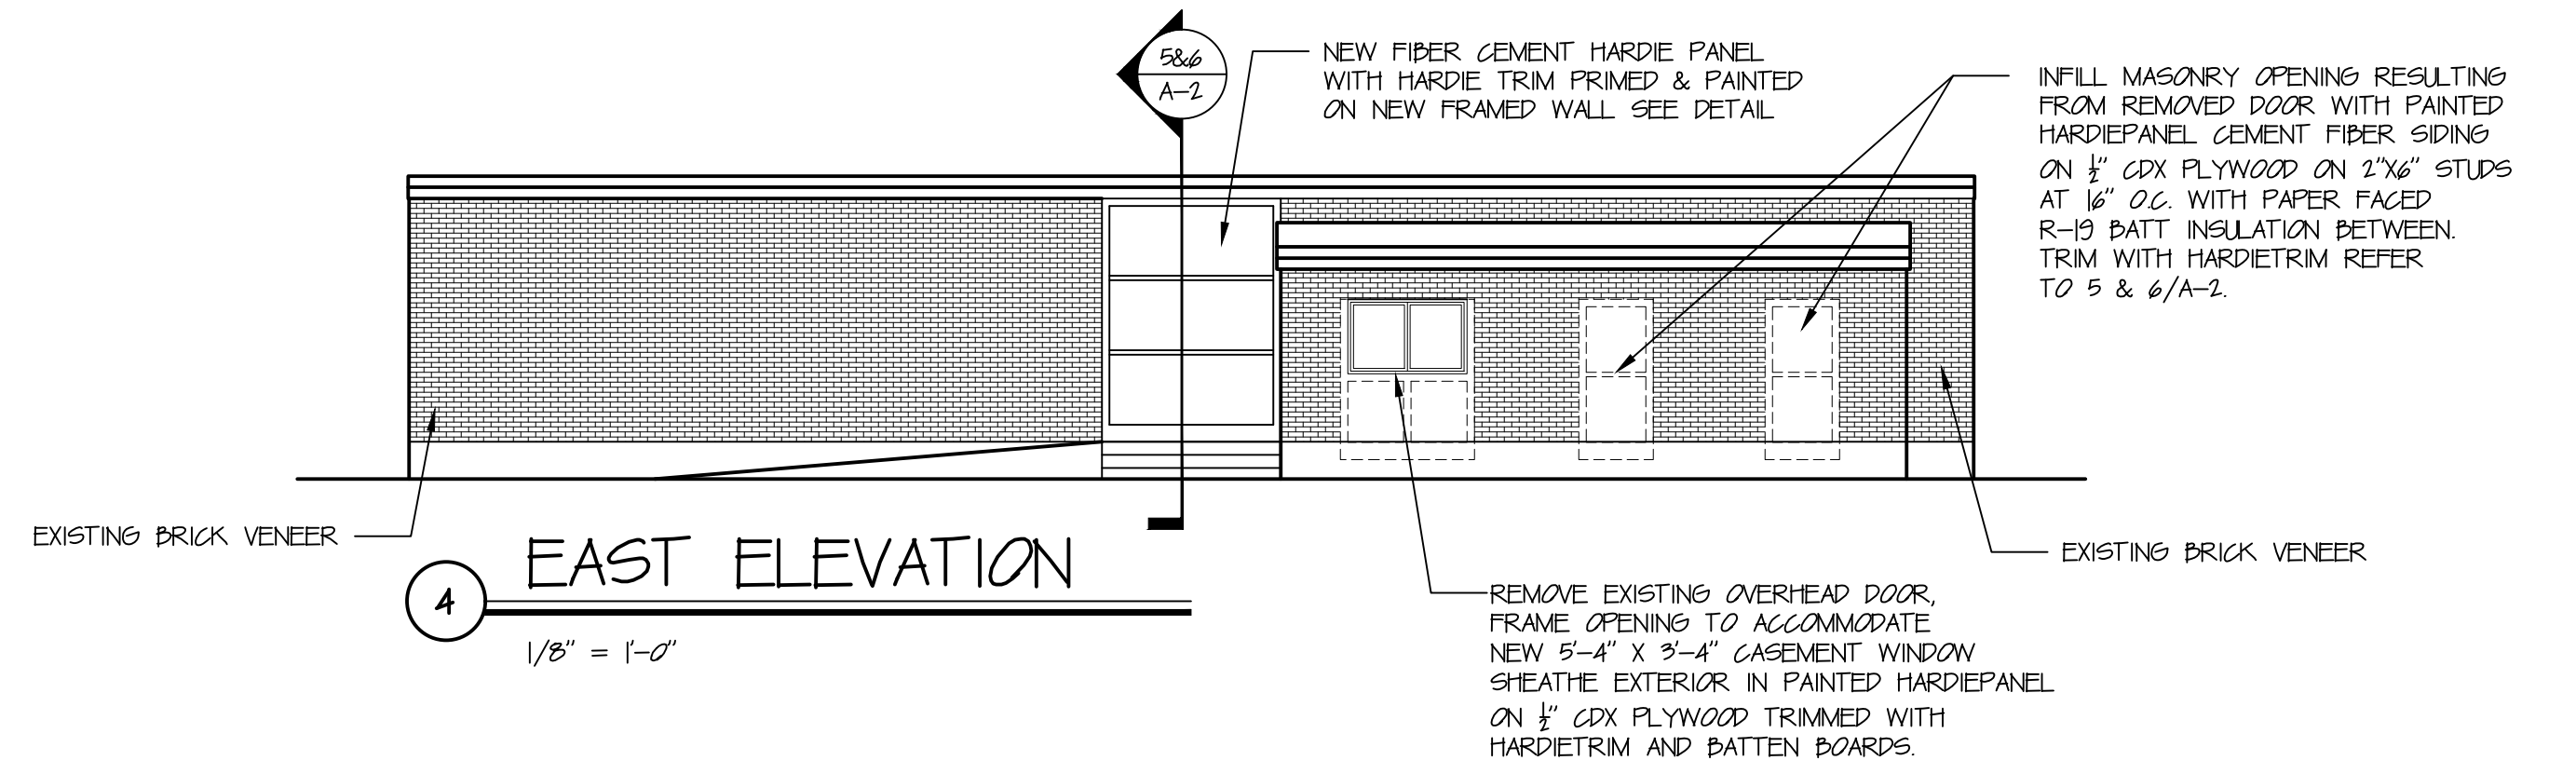 5&6
A-2
NEW FIBER CEMENT HARDIE PANEL
WITH HARDIE TRIM PRIMED & PAINTED
ON NEW FRAMED WALL SEE DETAIL
INFILL MASONRY OPENING RESULTING
FROM REMOVED DOOR WITH PAINTED
HARDIEPANEL CEMENT FIBER SIDING
ON ½" CDX PLYWOOD ON 2"X6" STUDS
AT 16" O.C. WITH PAPER FACED
R-19 BATT INSULATION BETWEEN.
TRIM WITH HARDIETRIM REFER
TO 5 & 6/A-2.
EXISTING BRICK VENEER
EXISTING BRICK VENEER
4
EAST ELEVATION
1/8" = 1'-0"
REMOVE EXISTING OVERHEAD DOOR,
FRAME OPENING TO ACCOMMODATE
NEW 5'-4" X 3'-4" CASEMENT WINDOW
SHEATHE EXTERIOR IN PAINTED HARDIEPANEL
ON ½" CDX PLYWOOD TRIMMED WITH
HARDIETRIM AND BATTEN BOARDS.